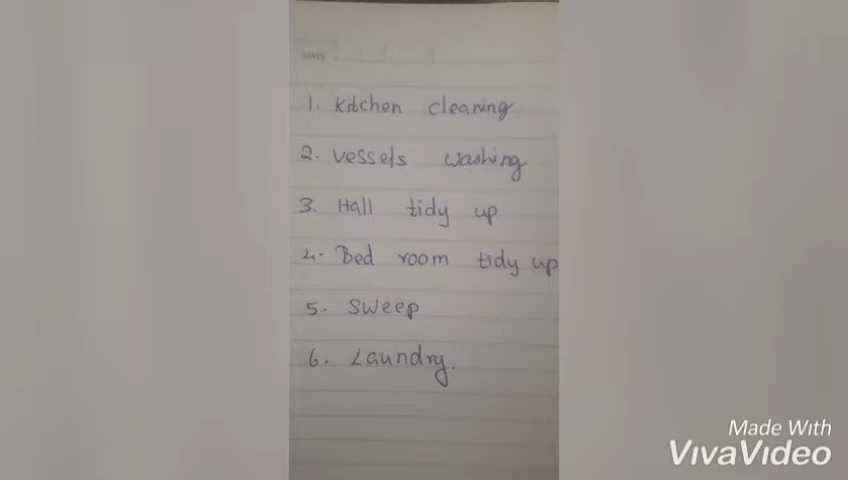 DATE
1. Kitchen cleaning
2. Vessels washing
3. Hall tidy up
4. Bed room tidy up
5. Sweep
6. Laundry.
Made With
VivaVideo